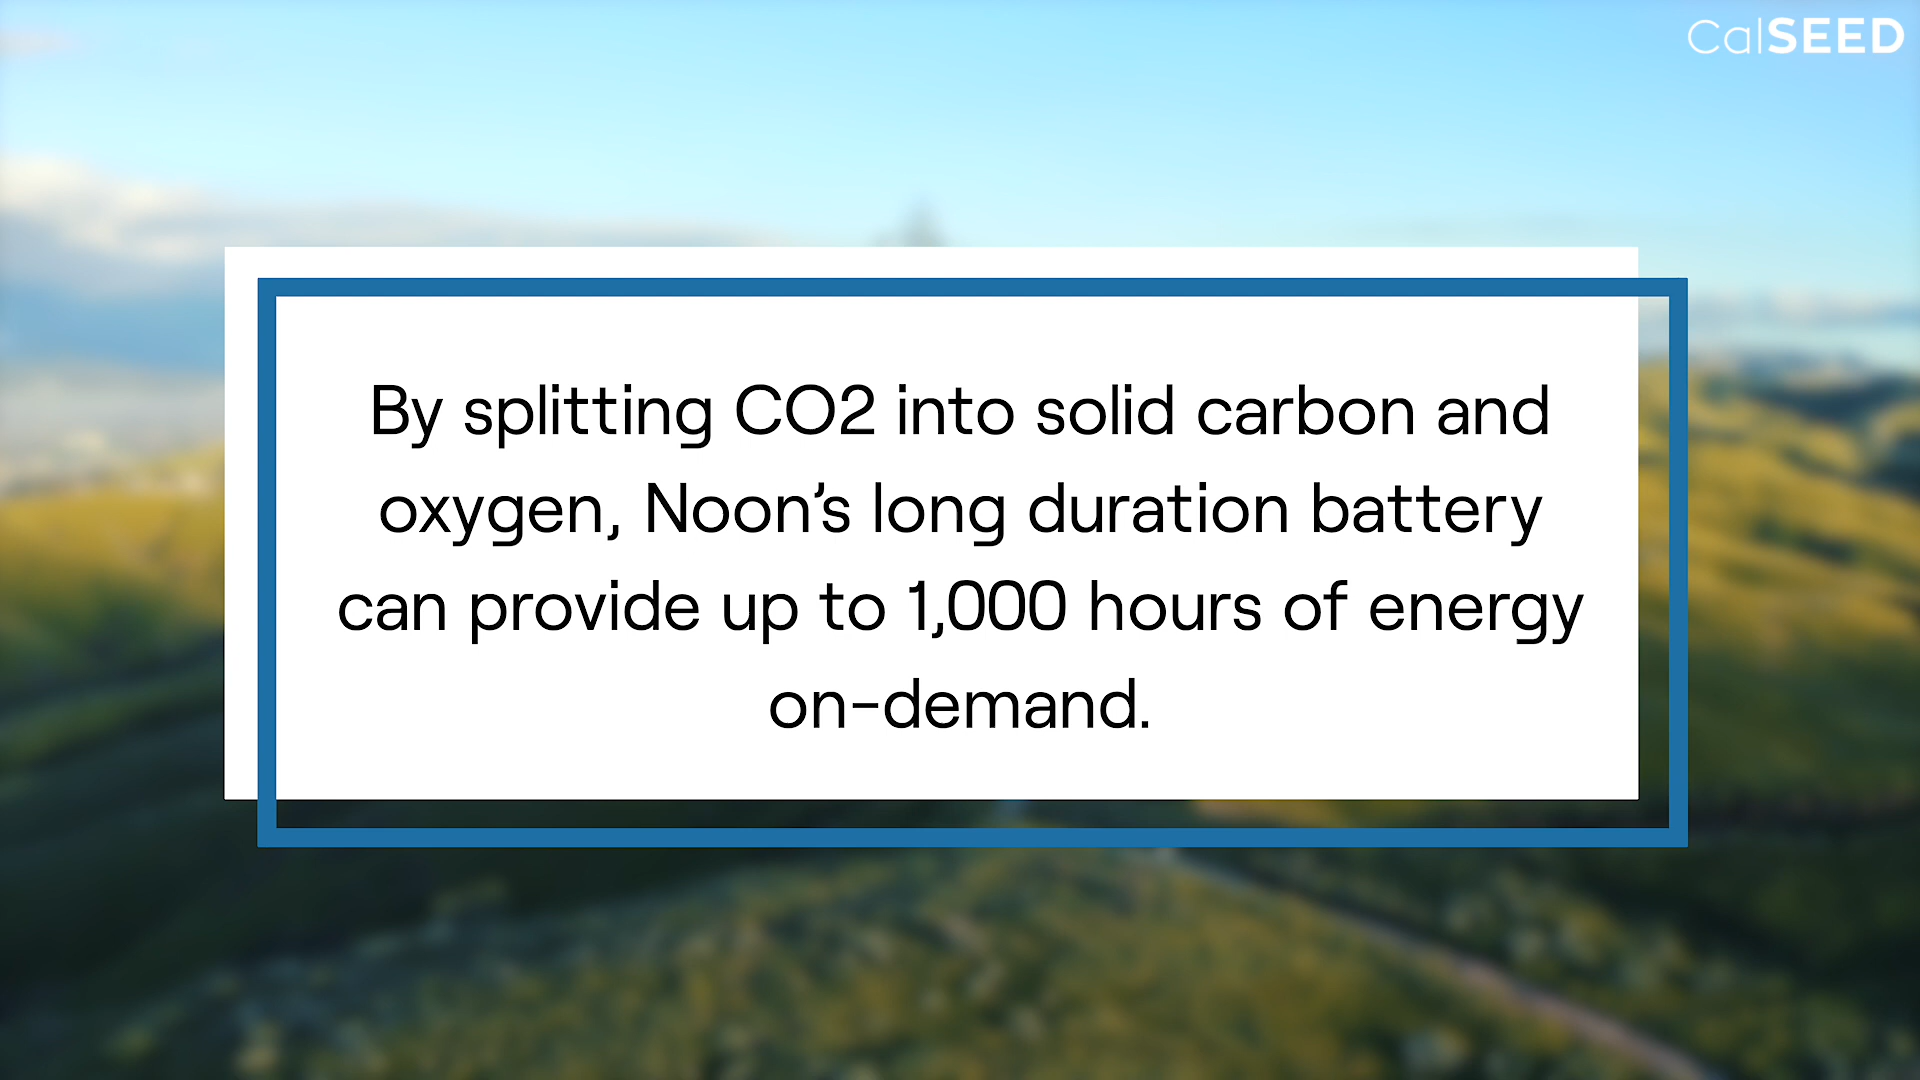 CalSEED
By splitting CO2 into solid carbon and
oxygen, Noon’s long duration battery
can provide up to 1,000 hours of energy
on-demand.